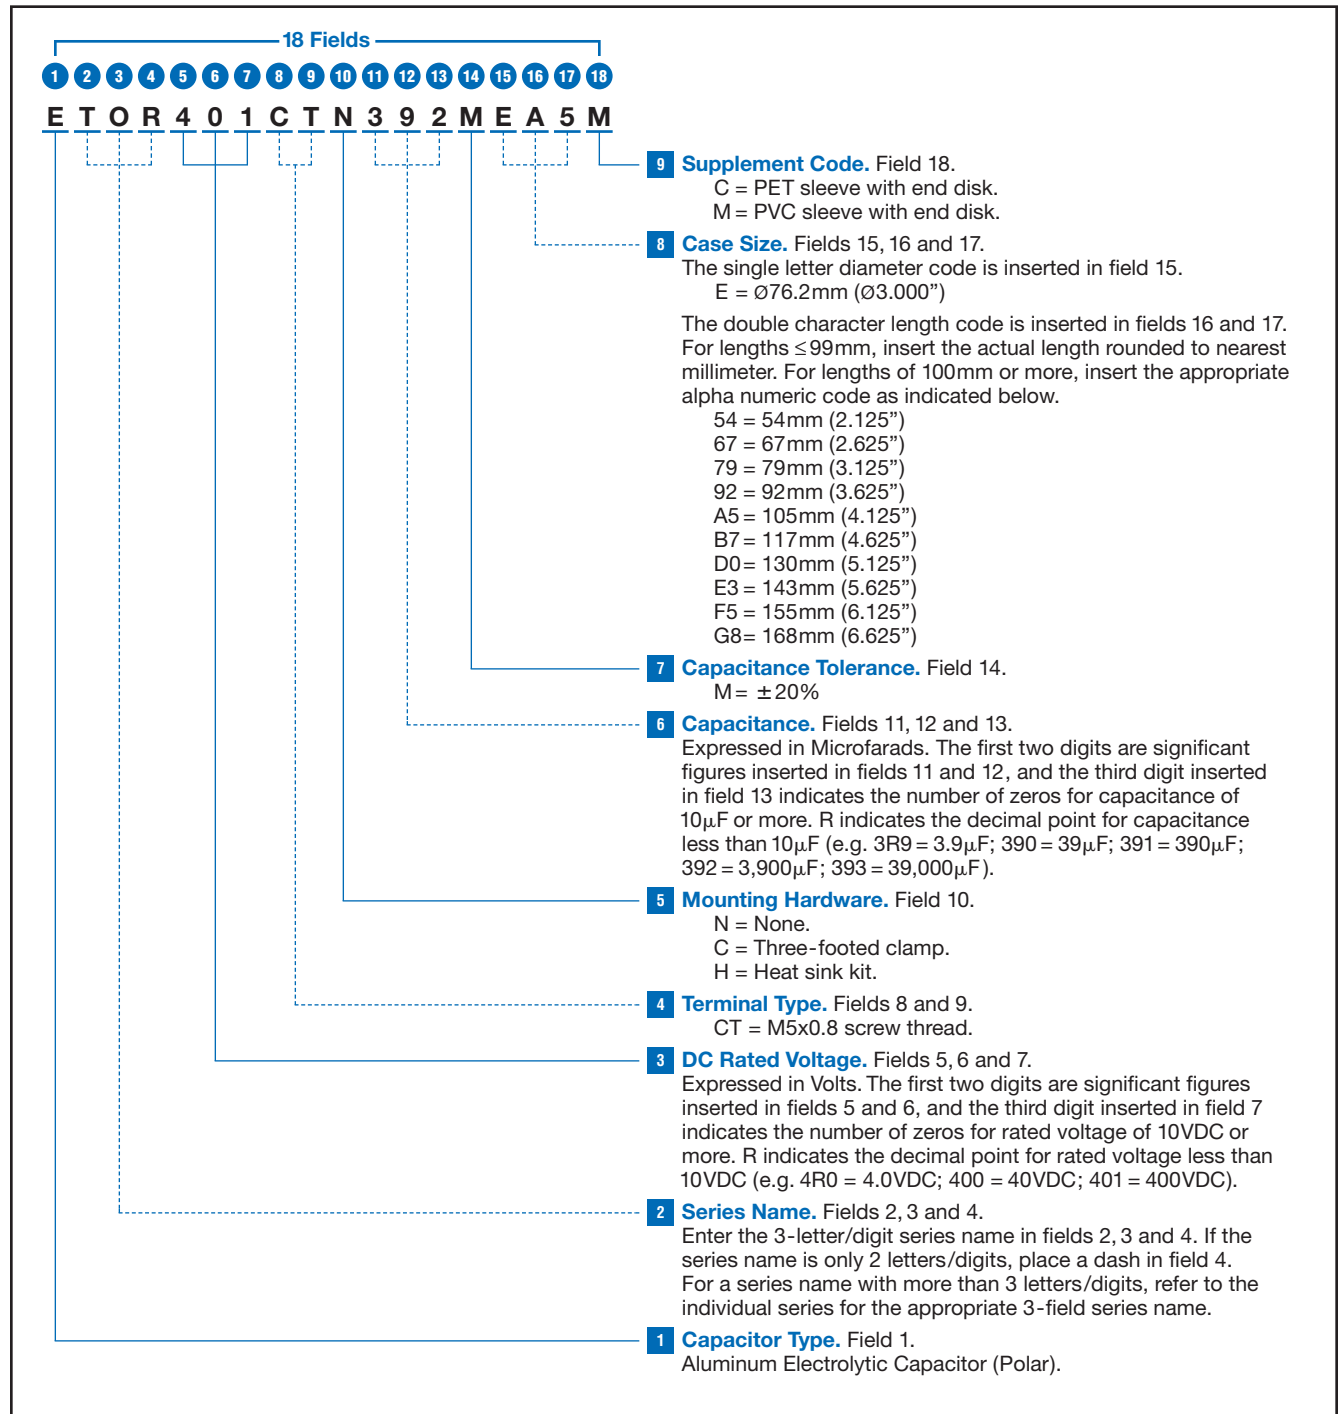 18 Fields
1 2 3 4 5 6 7 8 9 10 11 12 13 14 15 16 17 18
E T O R 4 0 1 C T N 3 9 2 M E A 5 M
9 Supplement Code. Field 18.
C = PET sleeve with end disk.
M = PVC sleeve with end disk.
8 Case Size. Fields 15, 16 and 17.
The single letter diameter code is inserted in field 15.
E = Ø76.2mm (Ø3.000”)
The double character length code is inserted in fields 16 and 17.
For lengths ≤99mm, insert the actual length rounded to nearest
millimeter. For lengths of 100mm or more, insert the appropriate
alpha numeric code as indicated below.
54 = 54mm (2.125”)
67 = 67mm (2.625”)
79 = 79mm (3.125”)
92 = 92mm (3.625”)
A5 = 105mm (4.125”)
B7 = 117mm (4.625”)
D0 = 130mm (5.125”)
E3 = 143mm (5.625”)
F5 = 155mm (6.125”)
G8 = 168mm (6.625”)
7 Capacitance Tolerance. Field 14.
M = ±20%
6 Capacitance. Fields 11, 12 and 13.
Expressed in Microfarads. The first two digits are significant
figures inserted in fields 11 and 12, and the third digit inserted
in field 13 indicates the number of zeros for capacitance of
10µF or more. R indicates the decimal point for capacitance
less than 10µF (e.g. 3R9 = 3.9µF; 390 = 39µF; 391 = 390µF;
392 = 3,900µF; 393 = 39,000µF).
5 Mounting Hardware. Field 10.
N = None.
C = Three-footed clamp.
H = Heat sink kit.
4 Terminal Type. Fields 8 and 9.
CT = M5x0.8 screw thread.
3 DC Rated Voltage. Fields 5, 6 and 7.
Expressed in Volts. The first two digits are significant figures
inserted in fields 5 and 6, and the third digit inserted in field 7
indicates the number of zeros for rated voltage of 10VDC or
more. R indicates the decimal point for rated voltage less than
10VDC (e.g. 4R0 = 4.0VDC; 400 = 40VDC; 401 = 400VDC).
2 Series Name. Fields 2, 3 and 4.
Enter the 3-letter/digit series name in fields 2, 3 and 4. If the
series name is only 2 letters/digits, place a dash in field 4.
For a series name with more than 3 letters/digits, refer to the
individual series for the appropriate 3-field series name.
1 Capacitor Type. Field 1.
Aluminum Electrolytic Capacitor (Polar).